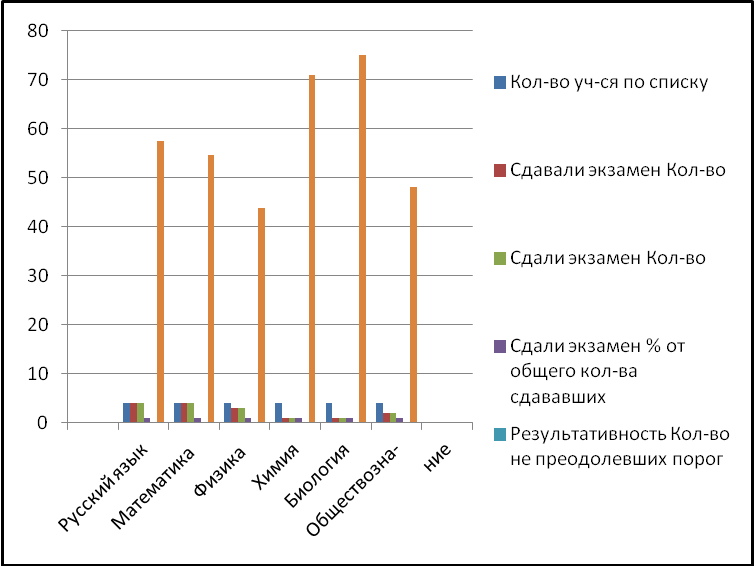 80
70
60
50
40
30
20
10
0
Русский язык
Математика
Физика
Химия
Биология
Обществозна-
ние
Кол-во уч-ся по списку
Сдавали экзамен Кол-во
Сдали экзамен Кол-во
Сдали экзамен % от
общего кол-ва
сдававших
Результативность Кол-во
не преодолевших порог